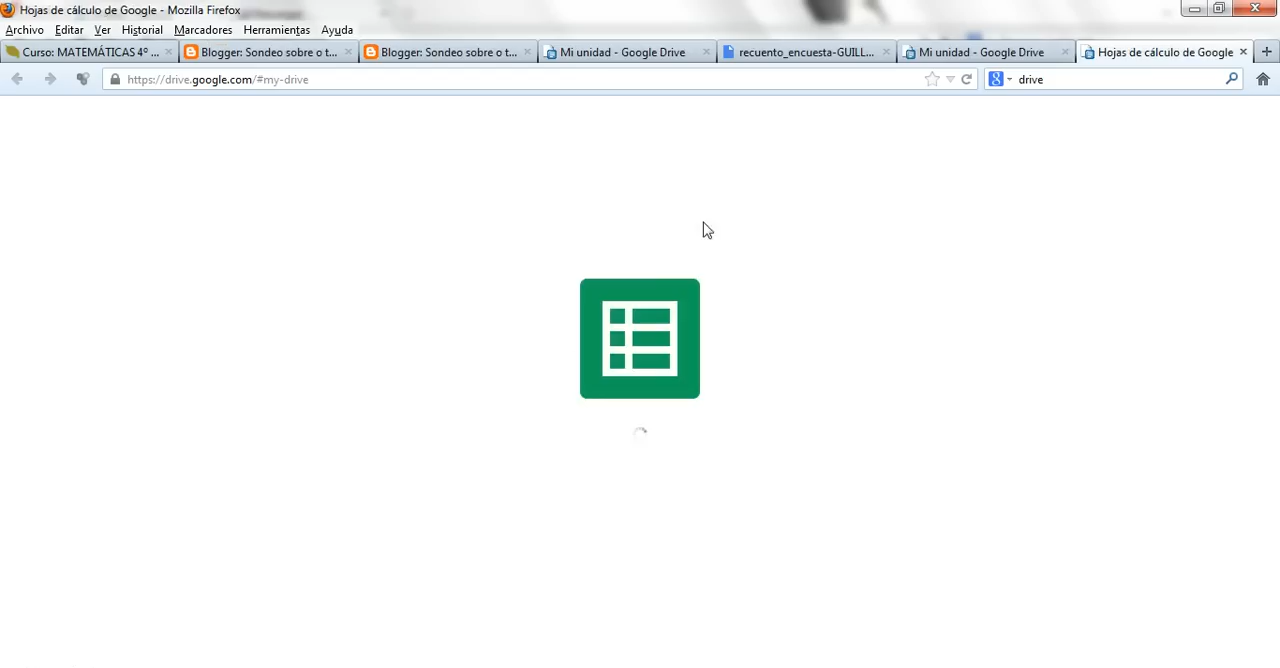 Hojas de cálculo de Google - Mozilla Firefox
Archivo Editar Ver Historial Marcadores Herramientas Ayuda
Curso: MATEMÁTICAS 4º ... Blogger: Sondeo sobre o t... Blogger: Sondeo sobre o t... Mi unidad - Google Drive recuento_encuesta-GUILL... Mi unidad - Google Drive Hojas de cálculo de Google
https://drive.google.com/#my-drive drive